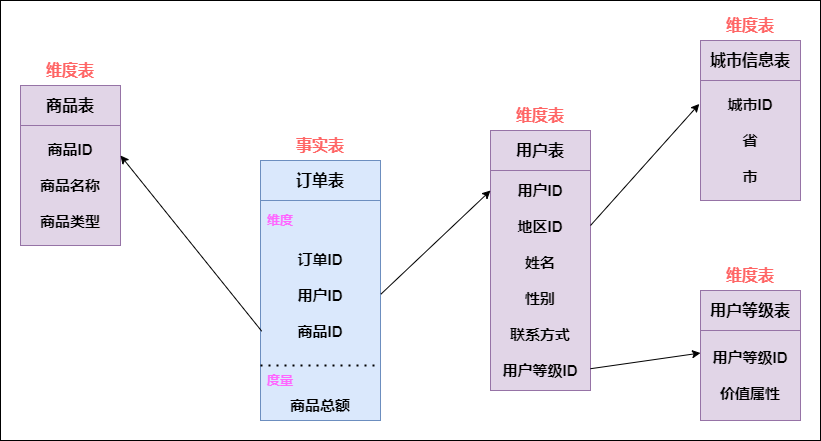 维度表
商品表
商品ID
商品名称
商品类型
事实表
订单表
维度
订单ID
用户ID
商品ID
度量
商品总额
维度表
用户表
用户ID
地区ID
姓名
性别
联系方式
用户等级ID
维度表
城市信息表
城市ID
省
市
维度表
用户等级表
用户等级ID
价值属性